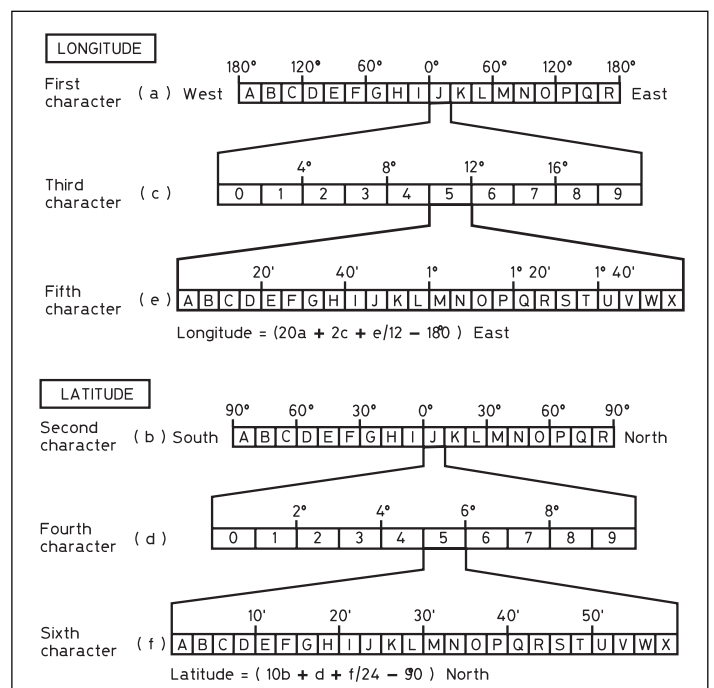 LONGITUDE
180° 120° 60° 0° 60° 120° 180°
First character (a) West A B C D E F G H I J K L M N O P Q R East
4° 8° 12° 16°
Third character (c) 0 1 2 3 4 5 6 7 8 9
20' 40' 1° 1° 20' 1° 40'
Fifth character (e) A B C D E F G H I J K L M N O P Q R S T U V W X
Longitude = (20a + 2c + e/12 – 180°) East
LATITUDE
90° 60° 30° 0° 30° 60° 90°
Second character (b) South A B C D E F G H I J K L M N O P Q R North
2° 4° 6° 8°
Fourth character (d) 0 1 2 3 4 5 6 7 8 9
10' 20' 30' 40' 50'
Sixth character (f) A B C D E F G H I J K L M N O P Q R S T U V W X
Latitude = ( 10b + d + f/24 – 90°) North